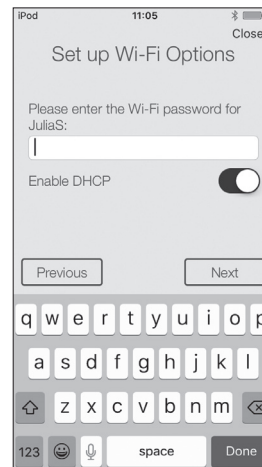 iPod 11:05
Close
Set up Wi-Fi Options
Please enter the Wi-Fi password for
JuliaS:
Enable DHCP
Previous Next
q w e r t y u i o p
a s d f g h j k l
z x c v b n m
123 space Done